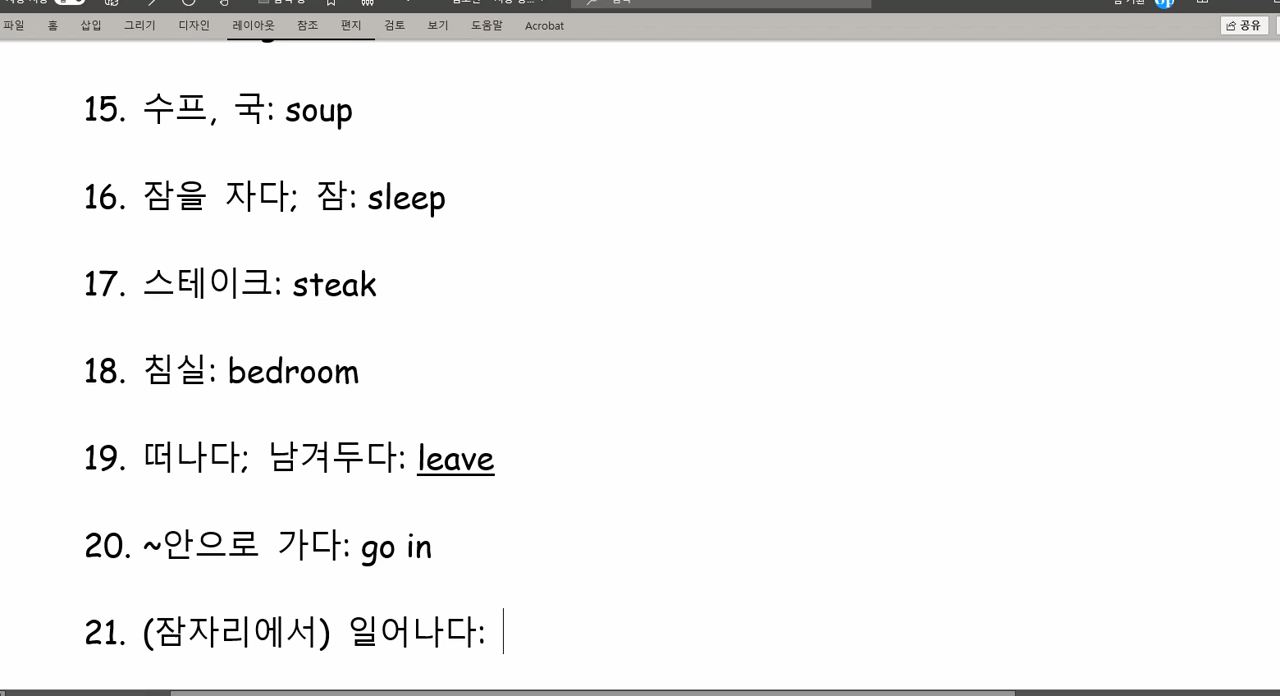 파일 홈 삽입 그리기 디자인 레이아웃 참조 편지 검토 보기 도움말 Acrobat 공유
15. 수프, 국: soup
16. 잠을 자다; 잠: sleep
17. 스테이크: steak
18. 침실: bedroom
19. 떠나다; 남겨두다: leave
20. ~안으로 가다: go in
21. (잠자리에서) 일어나다: